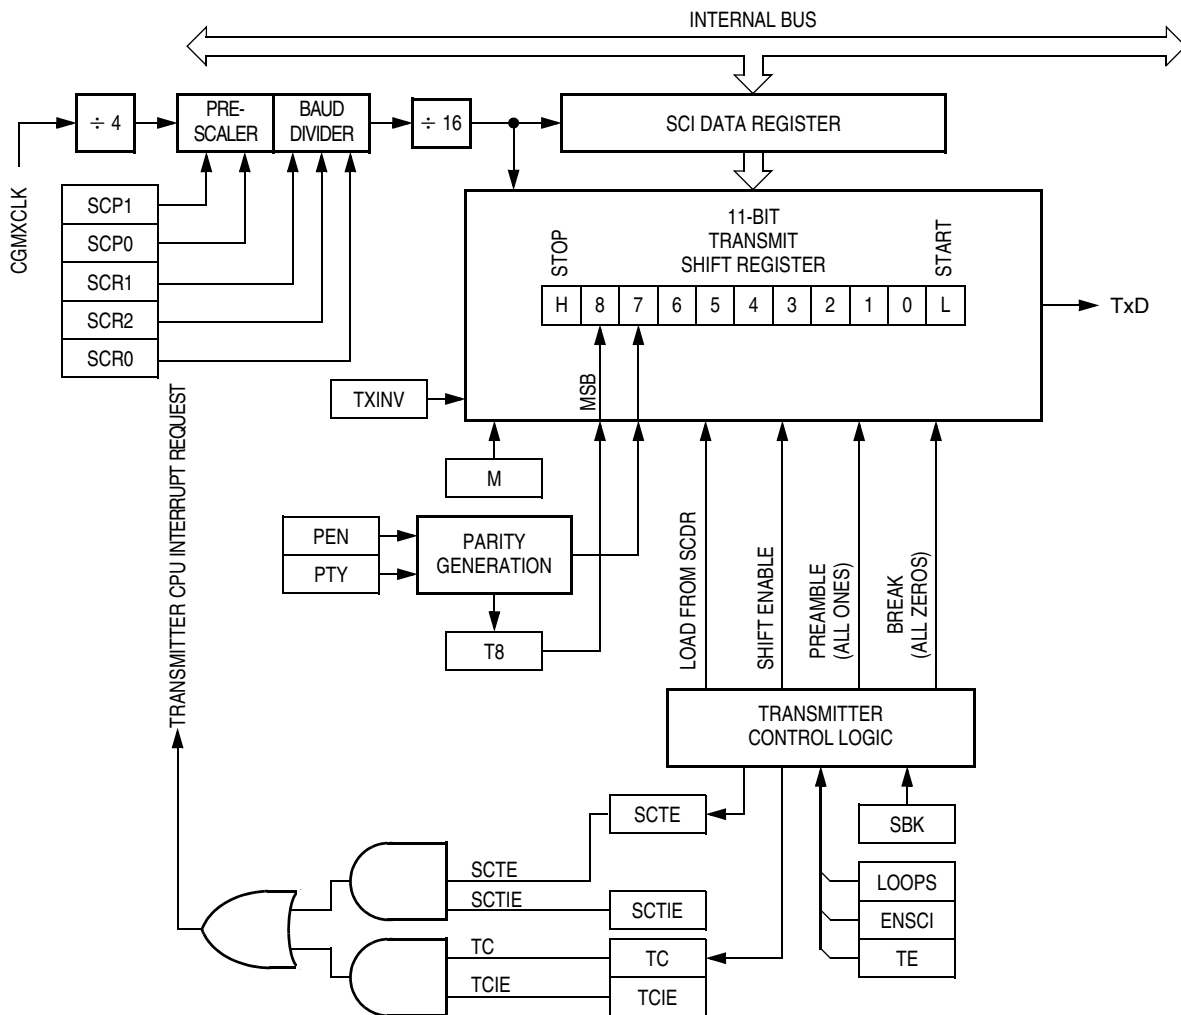 INTERNAL BUS
÷ 4
PRE-
SCALER
BAUD
DIVIDER
÷ 16
SCI DATA REGISTER
CGMXCLK
SCP1
SCP0
SCR1
SCR2
SCR0
11-BIT
TRANSMIT
SHIFT REGISTER
STOP
START
H 8 7 6 5 4 3 2 1 0 L
TxD
TXINV
MSB
M
TRANSMITTER CPU INTERRUPT REQUEST
PEN
PTY
PARITY
GENERATION
T8
LOAD FROM SCDR
SHIFT ENABLE
PREAMBLE
(ALL ONES)
BREAK
(ALL ZEROS)
TRANSMITTER
CONTROL LOGIC
SCTE
SBK
SCTE
SCTIE
SCTIE
LOOPS
ENSCI
TE
TC
TC
TCIE
TCIE